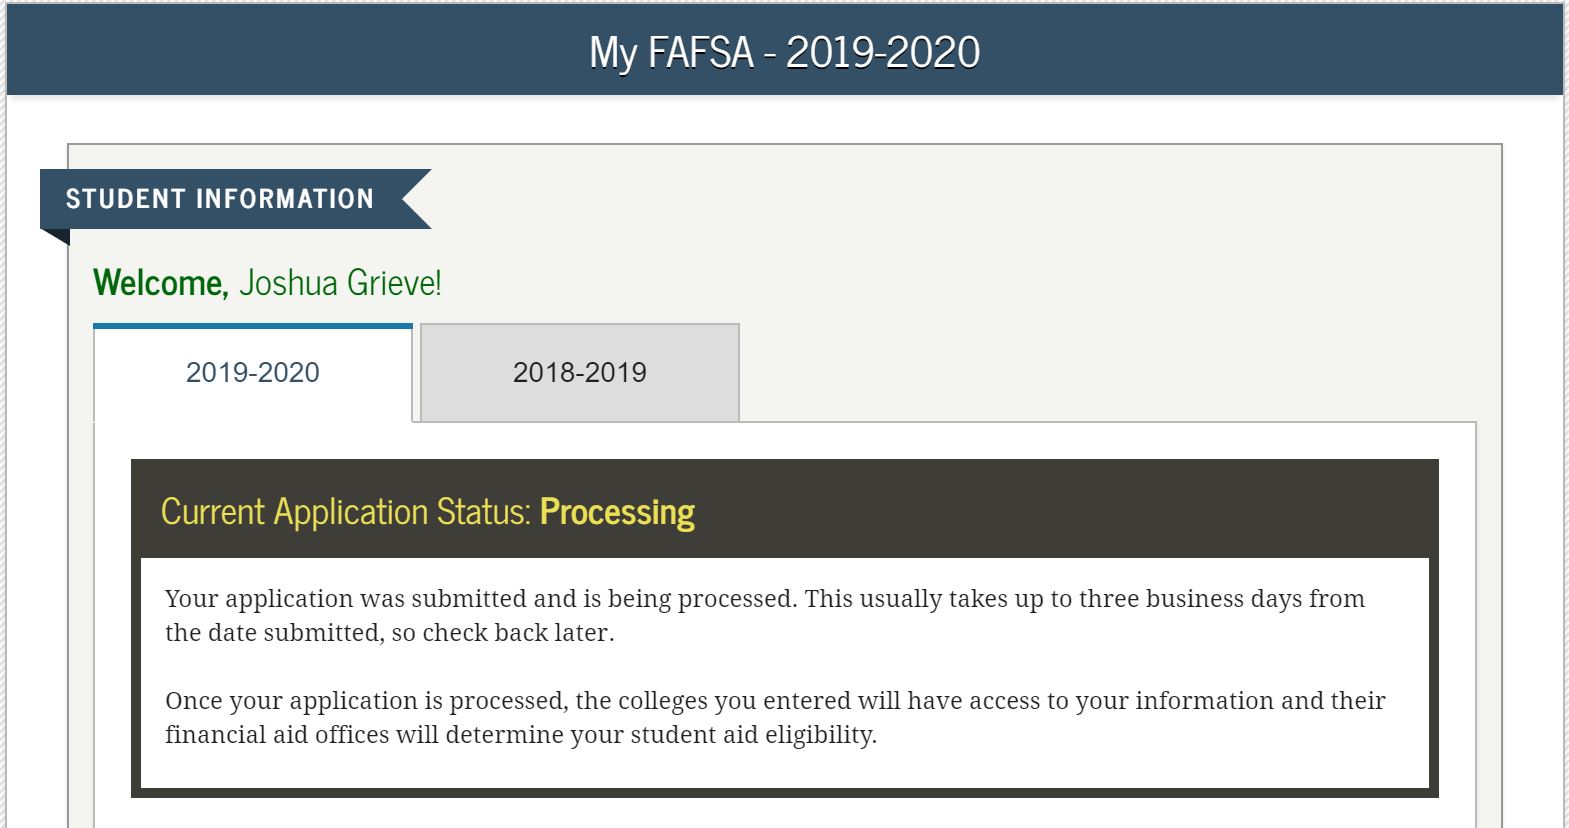 My FAFSA - 2019-2020
STUDENT INFORMATION
Welcome, Joshua Grieve!
2019-2020
2018-2019
Current Application Status: Processing
Your application was submitted and is being processed. This usually takes up to three business days from
the date submitted, so check back later.
Once your application is processed, the colleges you entered will have access to your information and their
financial aid offices will determine your student aid eligibility.